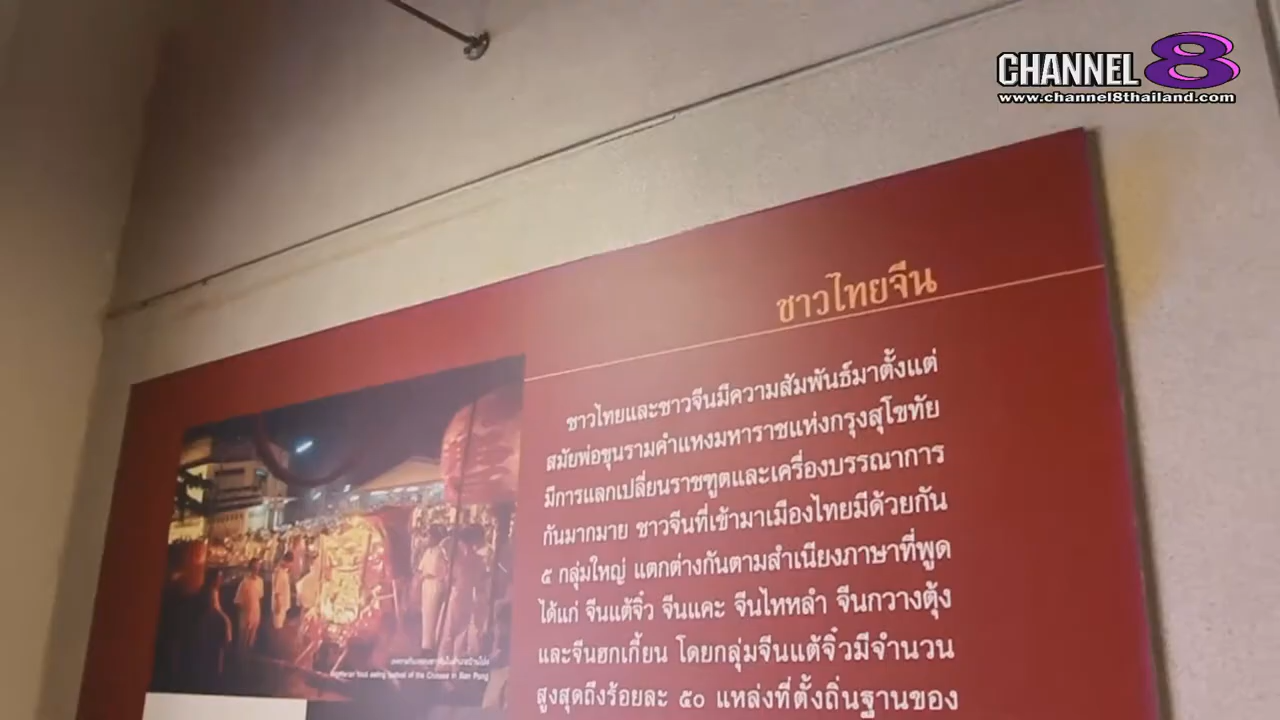 CHANNEL 8
www.channel8thailand.com
ชาวไทยจีน
ชาวไทยและชาวจีนมีความสัมพันธ์มาตั้งแต่
สมัยพ่อขุนรามคำแหงมหาราชแห่งกรุงสุโขทัย
มีการแลกเปลี่ยนราชทูตและเครื่องบรรณาการ
กันมากมาย ชาวจีนที่เข้ามาเมืองไทยมีด้วยกัน
๕ กลุ่มใหญ่ แตกต่างกันตามสำเนียงภาษาที่พูด
ได้แก่ จีนแต้จิ๋ว จีนแคะ จีนไหหลำ จีนกวางตุ้ง
และจีนฮกเกี้ยน โดยกลุ่มจีนแต้จิ๋วมีจำนวน
สูงสุดถึงร้อยละ ๕๐ แหล่งที่ตั้งถิ่นฐานของ
food eating festival of the Chinese in Ban Pong